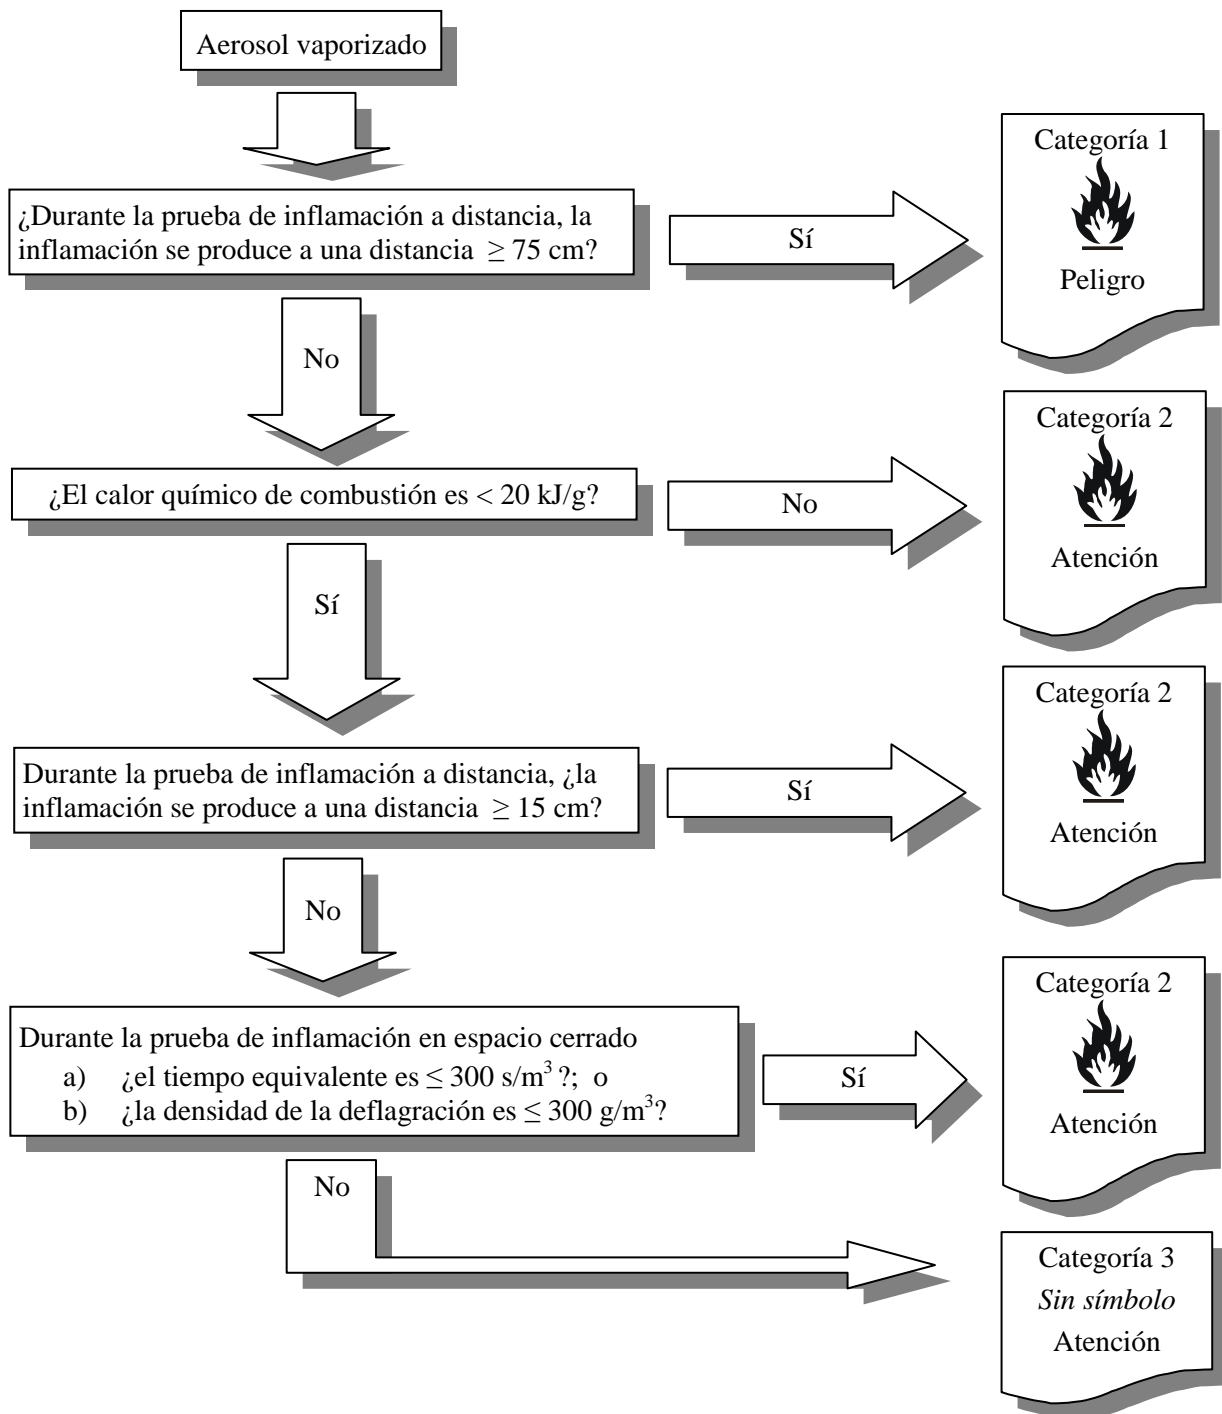 Aerosol vaporizado
Categoría 1
Peligro
¿Durante la prueba de inflamación a distancia, la
inflamación se produce a una distancia ≥ 75 cm?
Sí
No
Categoría 2
Atención
¿El calor químico de combustión es < 20 kJ/g?
No
Sí
Categoría 2
Atención
Durante la prueba de inflamación a distancia, ¿la
inflamación se produce a una distancia ≥ 15 cm?
Sí
No
Categoría 2
Atención
Durante la prueba de inflamación en espacio cerrado
a) ¿el tiempo equivalente es ≤ 300 s/m³ ?; o
b) ¿la densidad de la deflagración es ≤ 300 g/m³?
Sí
No
Categoría 3
Sin símbolo
Atención